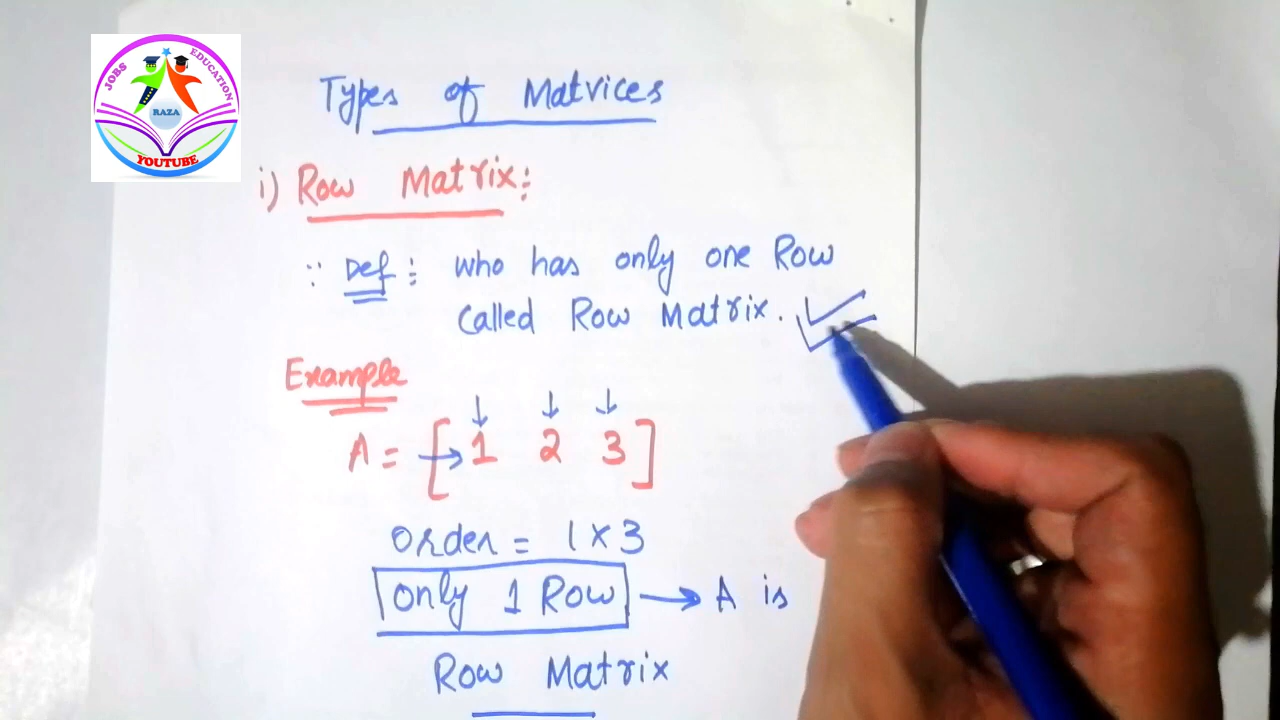 JOBS EDUCATION
RAZA
YOUTUBE
Types of Matrices
i) Row Matrix:
∵ Def: who has only one Row
called Row Matrix.
Example
A = [1 2 3]
order = 1 x 3
only 1 Row → A is
Row Matrix